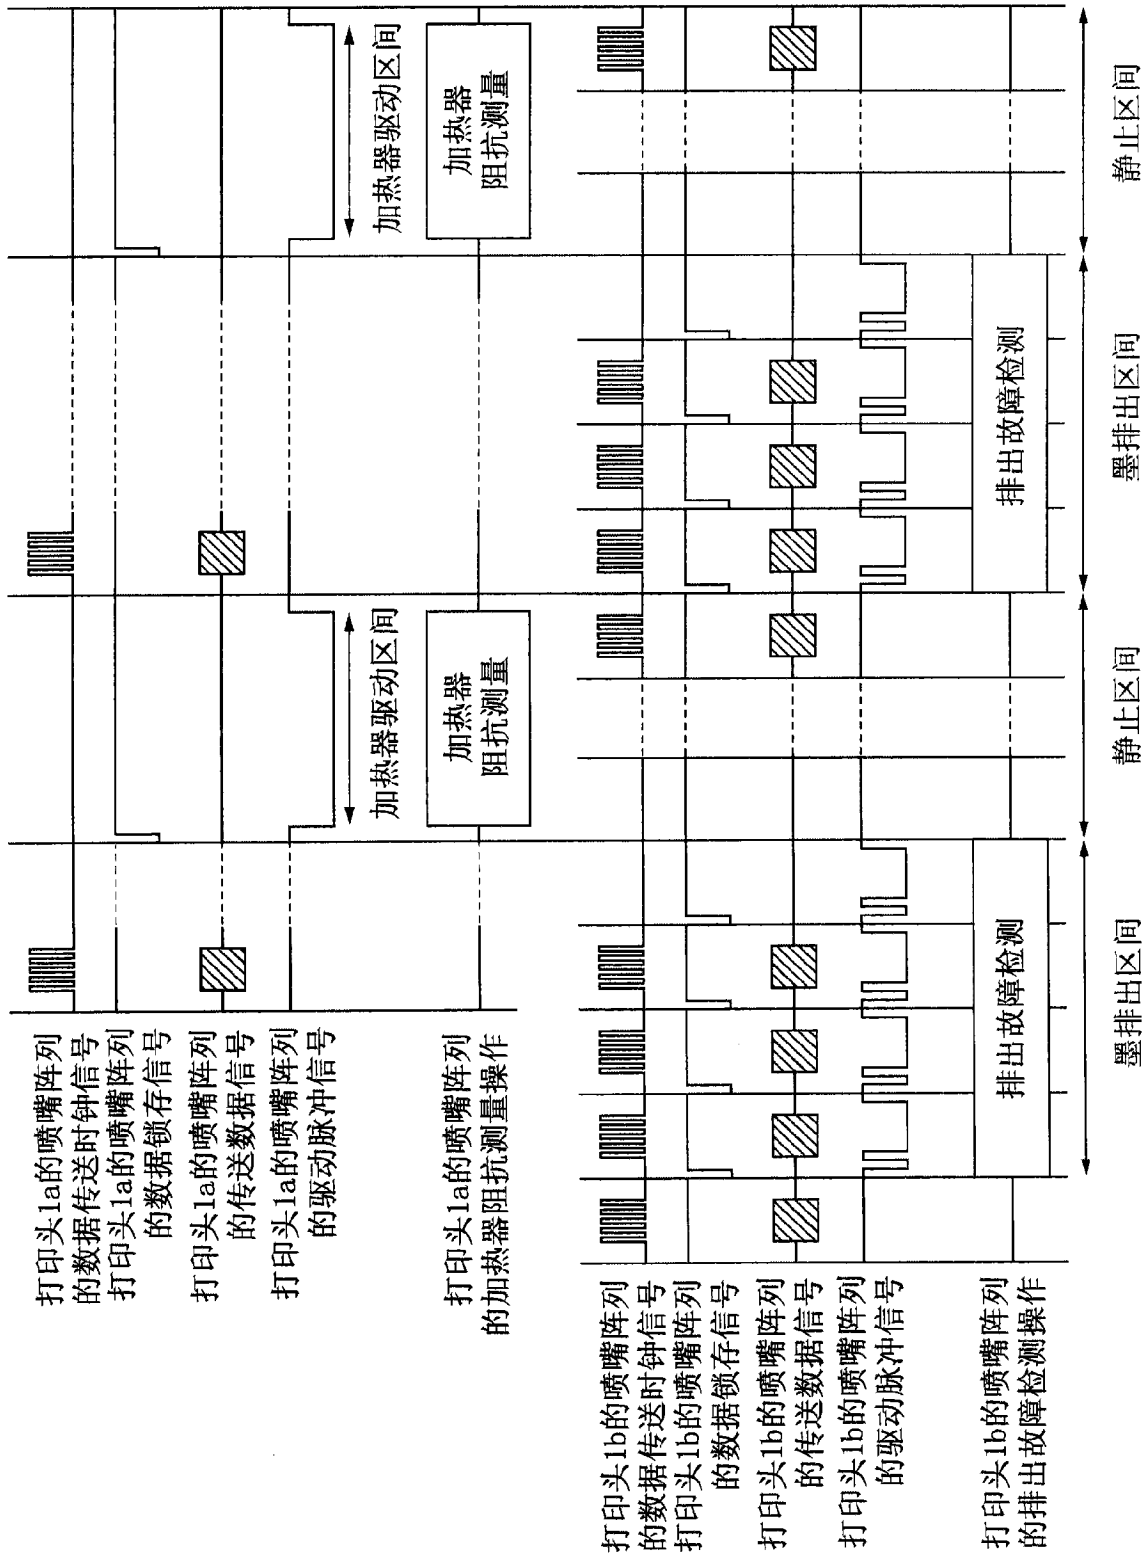 打印头1a的喷嘴阵列
的数据传送时钟信号
打印头1a的喷嘴阵列
的数据锁存信号
打印头1a的喷嘴阵列
的传送数据信号
打印头1a的喷嘴阵列
的驱动脉冲信号
加热器驱动区间
加热器驱动区间
打印头1a的喷嘴阵列
的加热器阻抗测量操作
加热器
阻抗测量
加热器
阻抗测量
打印头1b的喷嘴阵列
的数据传送时钟信号
打印头1b的喷嘴阵列
的数据锁存信号
打印头1b的喷嘴阵列
的传送数据信号
打印头1b的喷嘴阵列
的驱动脉冲信号
打印头1b的喷嘴阵列
的排出故障检测操作
排出故障检测
排出故障检测
墨排出区间
静止区间
墨排出区间
静止区间